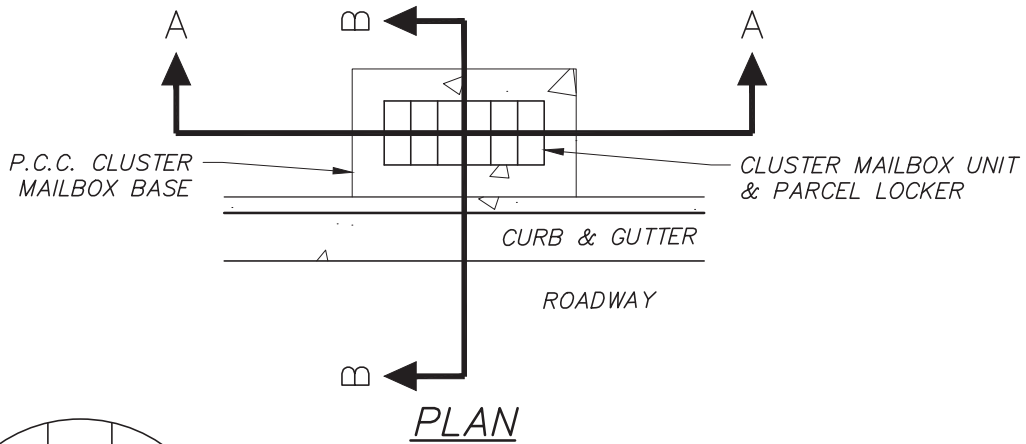 A
B
A
P.C.C. CLUSTER
MAILBOX BASE
CLUSTER MAILBOX UNIT
& PARCEL LOCKER
CURB & GUTTER
ROADWAY
B
PLAN